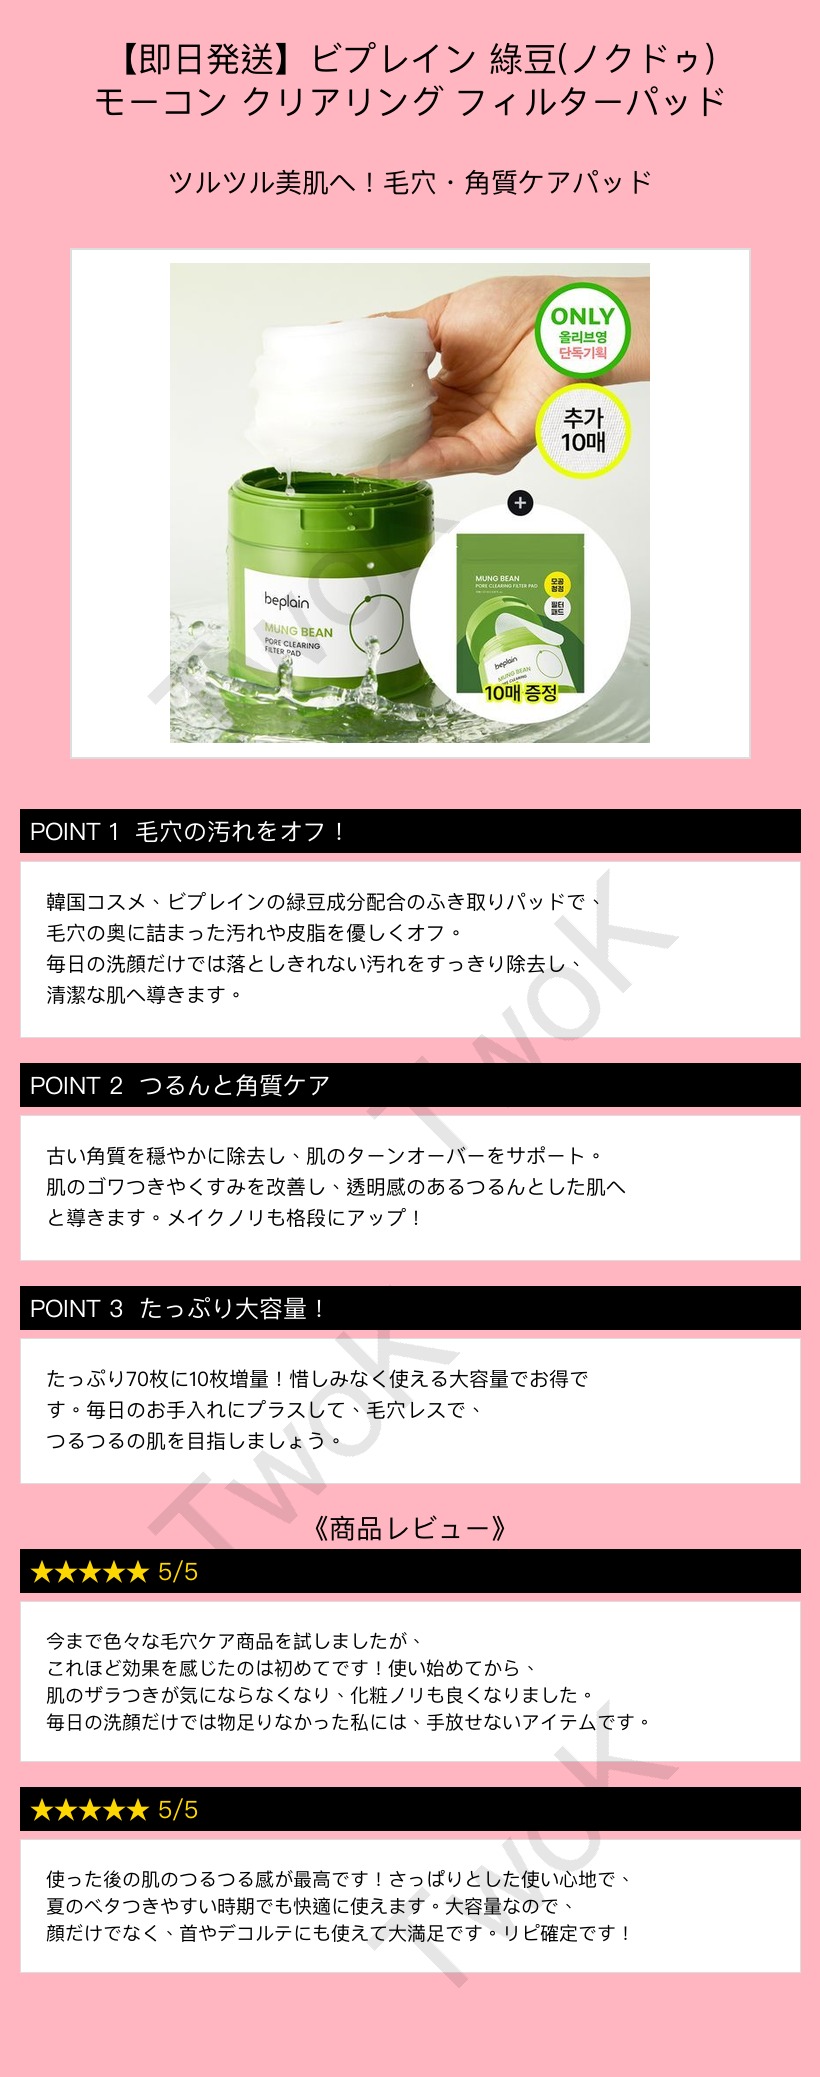 【即日発送】ビプレイン 綠豆(ノクドゥ)
モーコン クリアリング フィルターパッド
ツルツル美肌へ！毛穴・角質ケアパッド
ONLY
올리브영
단독기획
추가
10매
+
MUNG BEAN
PORE CLEARING FILTER PAD
모공
청정
필터
패드
beplain
MUNG BEAN
PORE CLEARING
10매 증정
beplain
MUNG BEAN
PORE CLEARING
FILTER PAD
TwoK
POINT 1 毛穴の汚れをオフ！
韓国コスメ、ビプレインの緑豆成分配合のふき取りパッドで、
毛穴の奥に詰まった汚れや皮脂を優しくオフ。
毎日の洗顔だけでは落としきれない汚れをすっきり除去し、
清潔な肌へ導きます。
TwoK
POINT 2 つるんと角質ケア
古い角質を穏やかに除去し、肌のターンオーバーをサポート。
肌のゴワつきやくすみを改善し、透明感のあるつるんとした肌へ
と導きます。メイクノリも格段にアップ！
POINT 3 たっぷり大容量！
たっぷり70枚に10枚増量！惜しみなく使える大容量でお得で
す。毎日のお手入れにプラスして、毛穴レスで、
つるつるの肌を目指しましょう。
TwoK
《商品レビュー》
★★★★★ 5/5
今まで色々な毛穴ケア商品を試しましたが、
これほど効果を感じたのは初めてです！使い始めてから、
肌のザラつきが気にならなくなり、化粧ノリも良くなりました。
毎日の洗顔だけでは物足りなかった私には、手放せないアイテムです。
★★★★★ 5/5
使った後の肌のつるつる感が最高です！さっぱりとした使い心地で、
夏のベタつきやすい時期でも快適に使えます。大容量なので、
顔だけでなく、首やデコルテにも使えて大満足です。リピ確定です！
TwoK